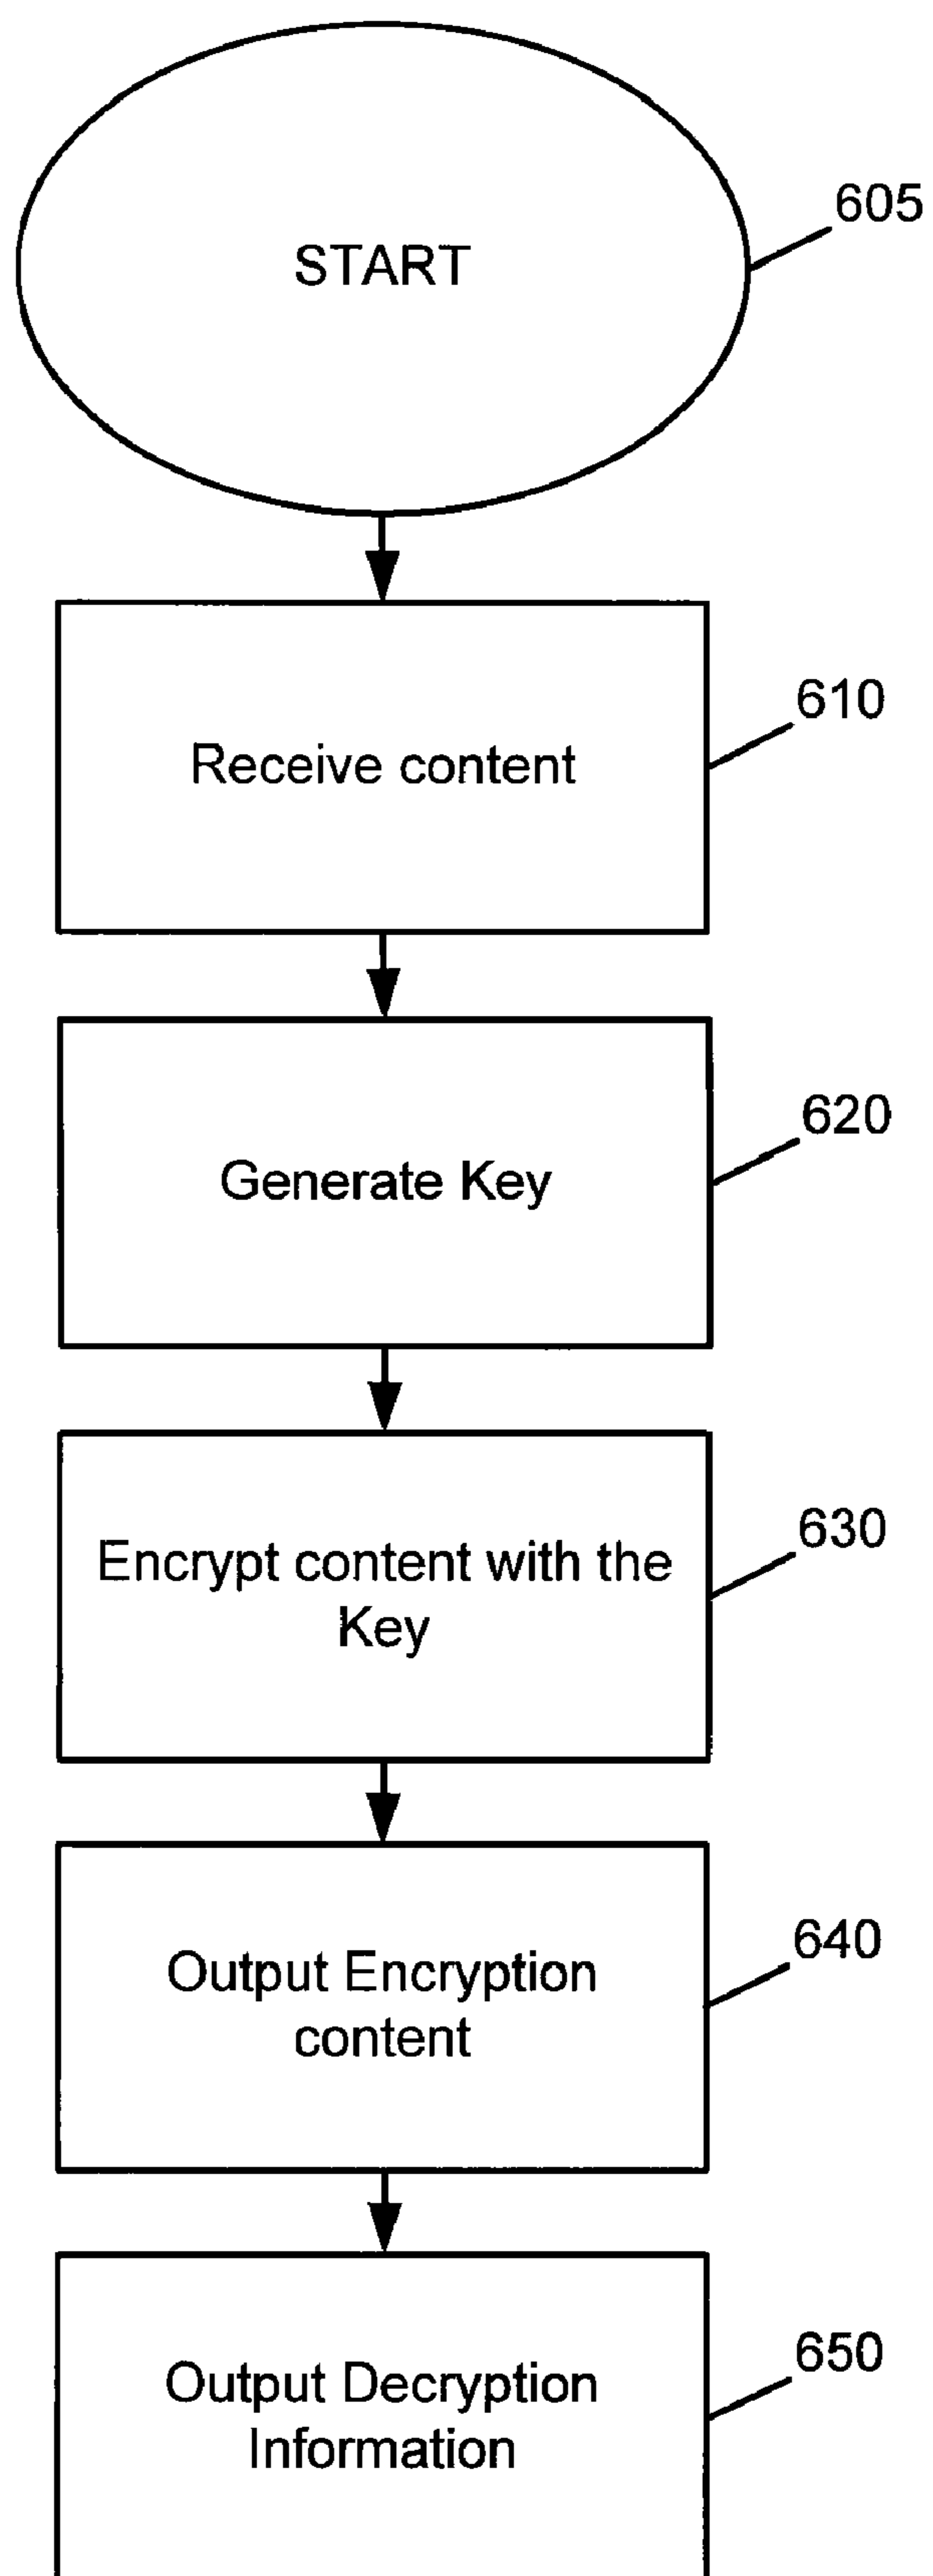 START
605
Receive content
610
Generate Key
620
Encrypt content with the
Key
630
Output Encryption
content
640
Output Decryption
Information
650